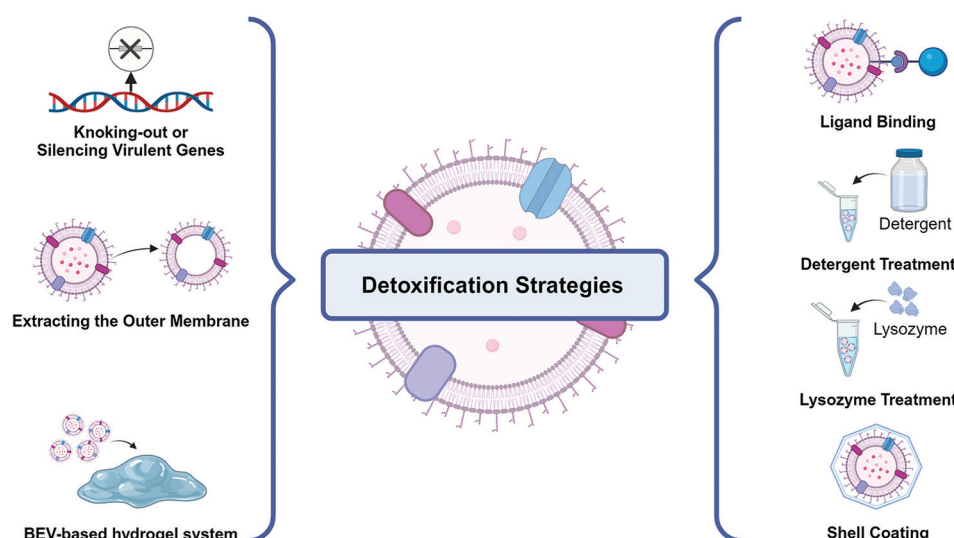 Knoking-out or
Silencing Virulent Genes
Extracting the Outer Membrane
BEV-based hydrogel system
Detoxification Strategies
Ligand Binding
Detergent
Detergent Treatment
Lysozyme
Lysozyme Treatment
Shell Coating